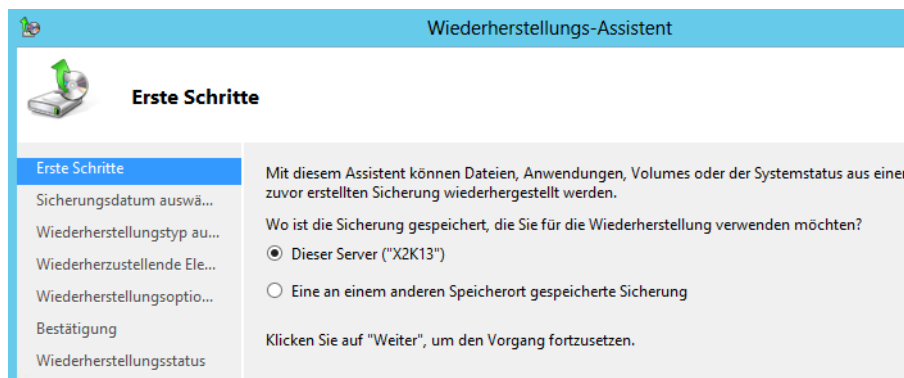 Wiederherstellungs-Assistent
Erste Schritte
Erste Schritte
Sicherungsdatum auswä...
Wiederherstellungstyp au...
Wiederherzustellende Ele...
Wiederherstellungsoptio...
Bestätigung
Wiederherstellungsstatus
Mit diesem Assistent können Dateien, Anwendungen, Volumes oder der Systemstatus aus einer
zuvor erstellten Sicherung wiederhergestellt werden.
Wo ist die Sicherung gespeichert, die Sie für die Wiederherstellung verwenden möchten?
Dieser Server ("X2K13")
Eine an einem anderen Speicherort gespeicherte Sicherung
Klicken Sie auf "Weiter", um den Vorgang fortzusetzen.